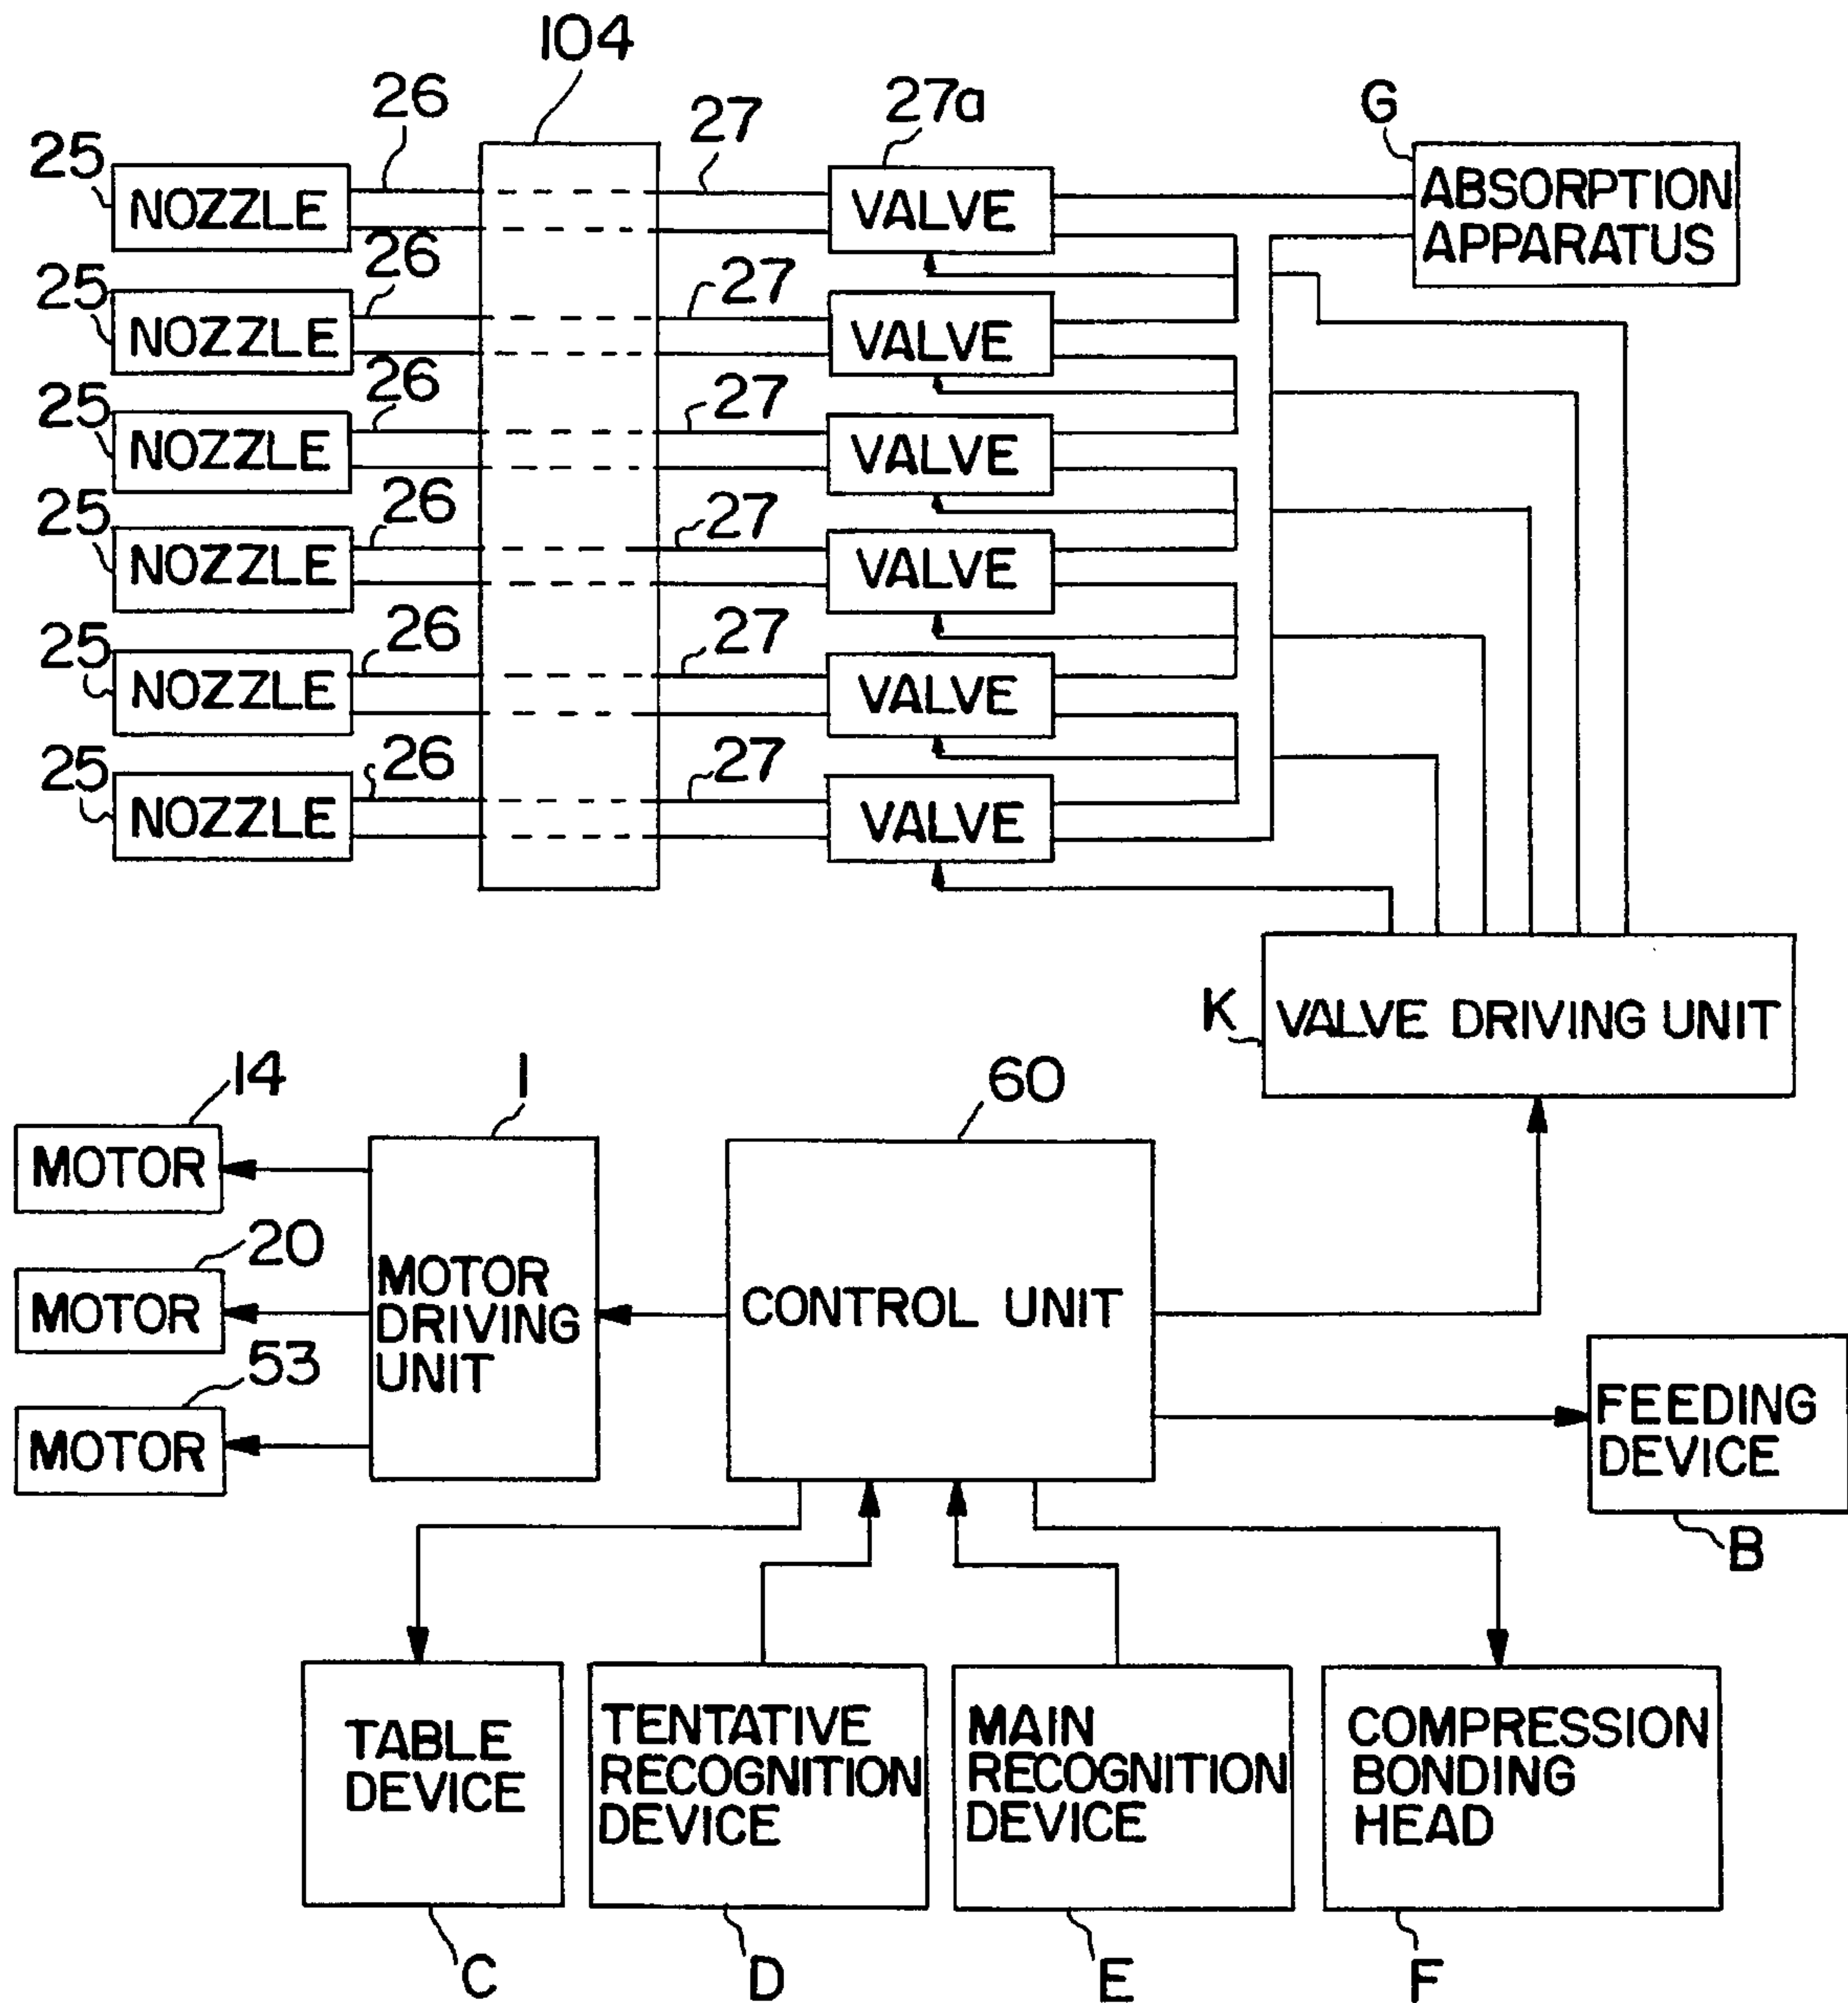 104
26
27
27a
G
25
NOZZLE
VALVE
ABSORPTION
APPARATUS
26
27
25
NOZZLE
VALVE
26
27
25
NOZZLE
VALVE
26
27
25
NOZZLE
VALVE
26
27
25
NOZZLE
VALVE
26
27
25
NOZZLE
VALVE
K
VALVE DRIVING UNIT
14
1
60
MOTOR
20
MOTOR
53
MOTOR
MOTOR
DRIVING
UNIT
CONTROL UNIT
FEEDING
DEVICE
B
TABLE
DEVICE
TENTATIVE
RECOGNITION
DEVICE
MAIN
RECOGNITION
DEVICE
COMPRESSION
BONDING
HEAD
C
D
E
F